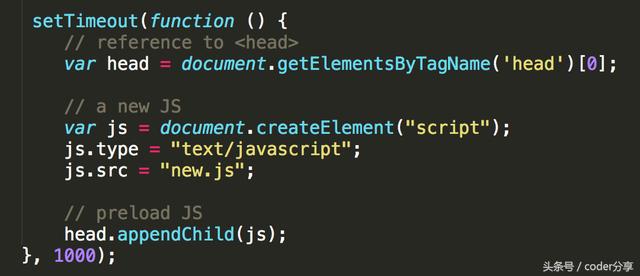 setTimeout(function () {
    // reference to <head>
    var head = document.getElementsByTagName('head')[0];

    // a new JS
    var js = document.createElement("script");
    js.type = "text/javascript";
    js.src = "new.js";

    // preload JS
    head.appendChild(js);
}, 1000);
头条号 / coder分享